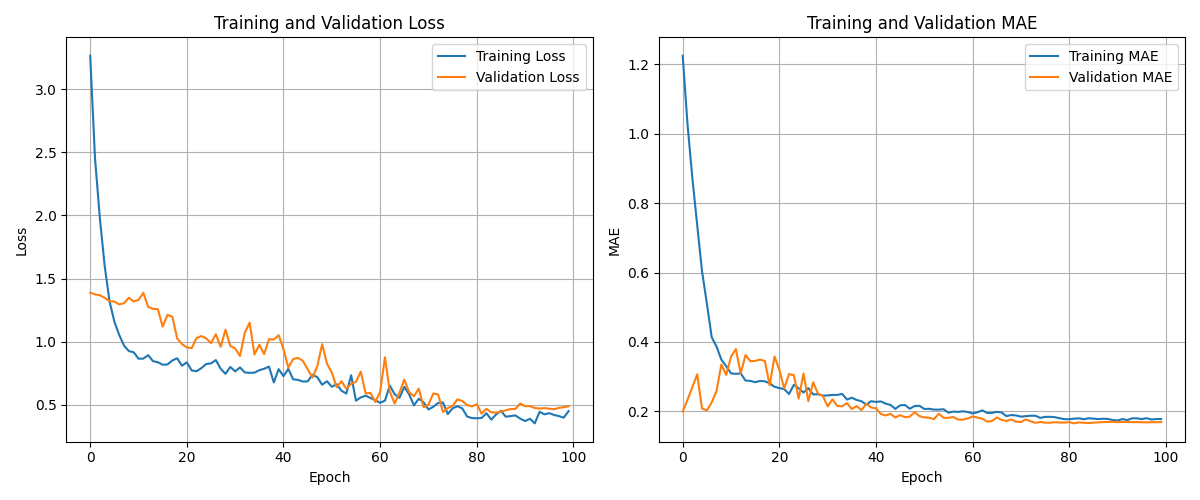 Training and Validation Loss
Training Loss
Validation Loss
3.0
2.5
2.0
1.5
1.0
0.5
Loss
0
20
40
60
80
100
Epoch
Training and Validation MAE
Training MAE
Validation MAE
1.2
1.0
0.8
0.6
0.4
0.2
MAE
0
20
40
60
80
100
Epoch